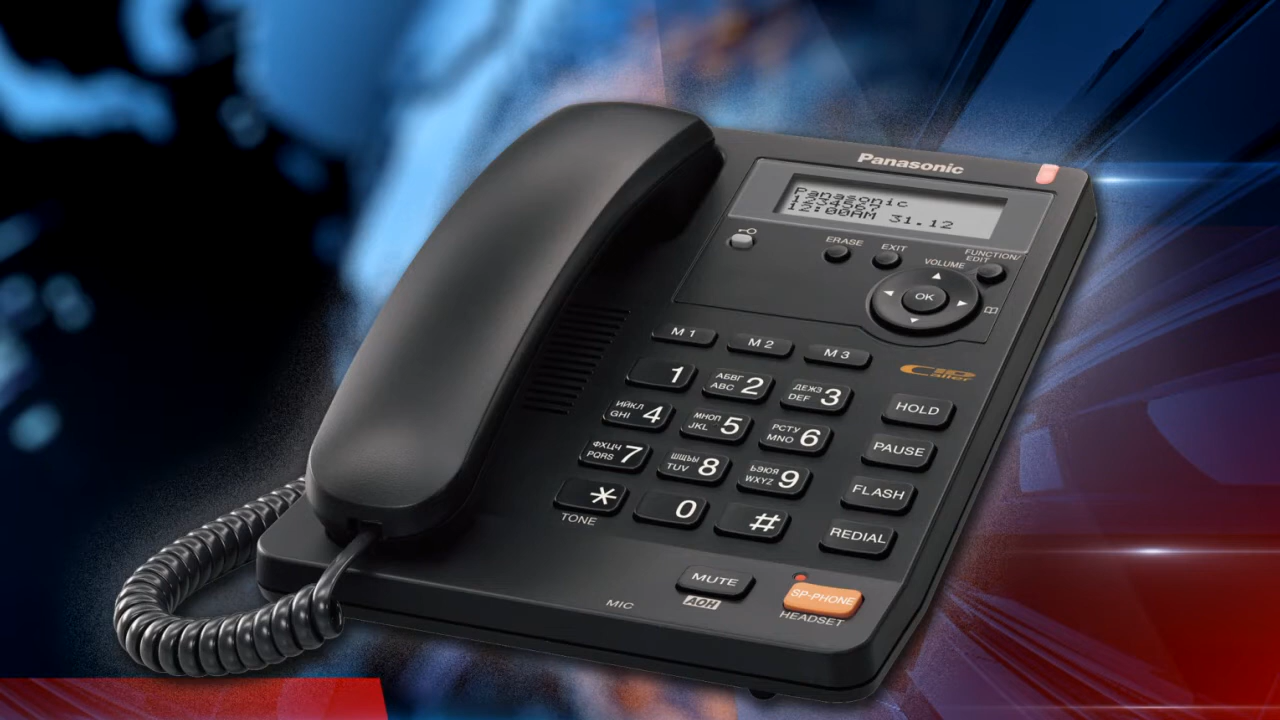 Panasonic
Panasonic
1234567
12:00AM 31.12
ERASE
EXIT
VOLUME
FUNCTION/
EDIT
OK
M 1
M 2
M 3
1
АБВГ
ABC 2
ДЕЖЗ
DEF 3
Caller
HOLD
ИЙКЛ
GHI 4
МНОП
JKL 5
РСТУ
MNO 6
PAUSE
ФХЦЧ
PQRS 7
ШЩЪЫ
TUV 8
ЬЭЮЯ
WXYZ 9
FLASH
*
0
#
TONE
REDIAL
MUTE
АОН
MIC
SP-PHONE
HEADSET